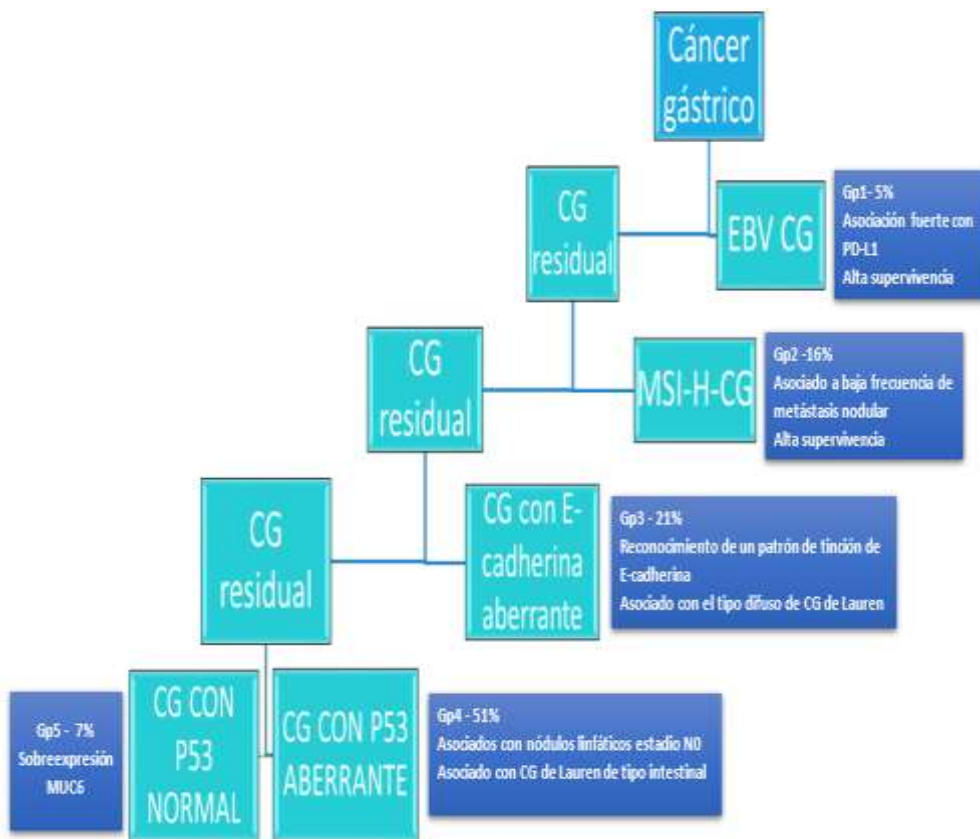 Cáncer
gástrico
CG
residual
EBV CG
Gp1- 5%
Asociación fuerte con
PD-L1
Alta supervivencia
CG
residual
MSI-H-CG
Gp2 -16%
Asociado a baja frecuencia de
metástasis nodular
Alta supervivencia
CG
residual
CG con E-
cadherina
aberrante
Gp3 - 21%
Reconocimiento de un patrón de tinción de
E-cadherina
Asociado con el tipo difuso de CG de Lauren
Gp5 - 7%
Sobreexpresión
MUC6
CG CON
P53
NORMAL
CG CON P53
ABERRANTE
Gp4 - 51%
Asociados con nódulos linfáticos estadio N0
Asociado con CG de Lauren de tipo intestinal